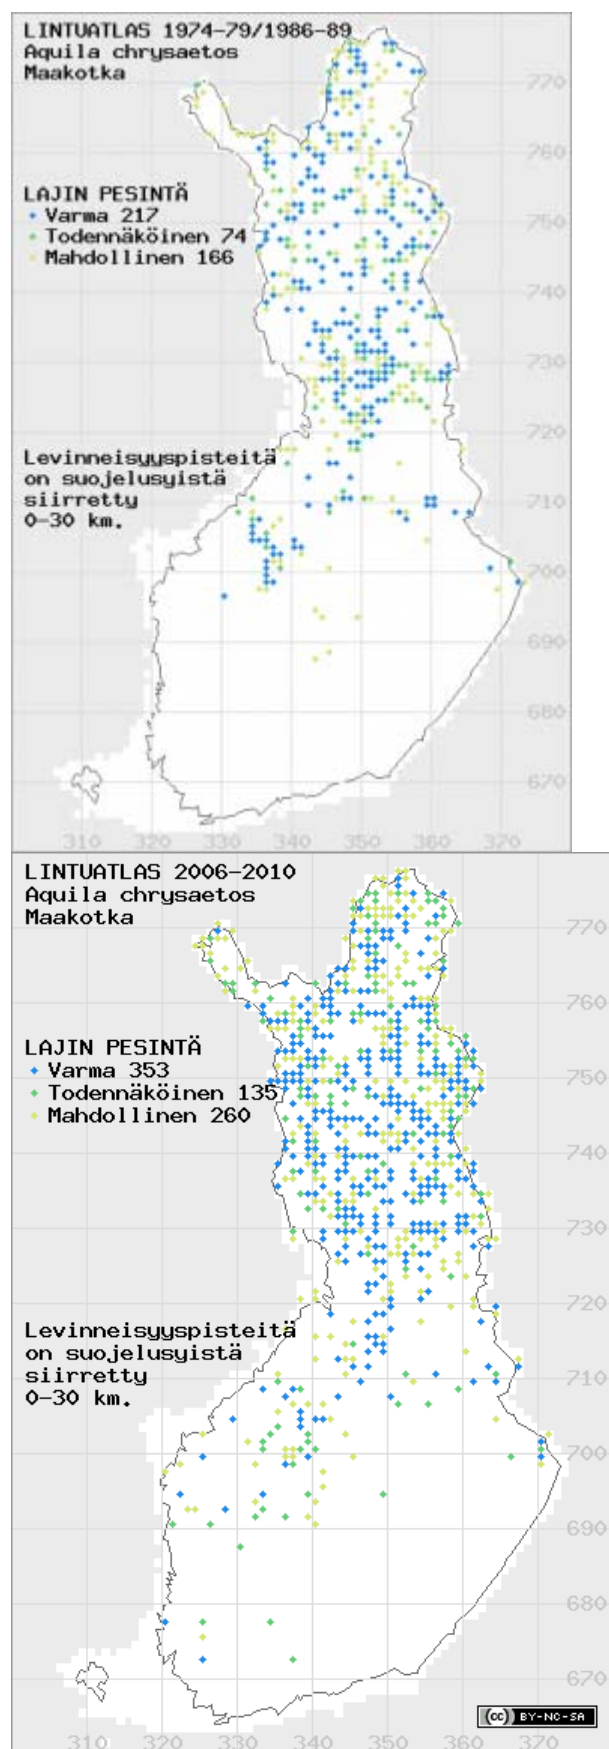 LINTUATLAS 1974-79/1986-89
Aquila chrysaetos
Maakotka
770
760
LAJIN PESINTÄ
Varma 217
750
Todennäköinen 74
Mahdollinen 166
740
730
720
Levinneisyyspisteitä
on suojelusyistä
siirretty
710
0-30 km.
700
690
680
670
310 320 330 340 350 360 370
LINTUATLAS 2006-2010
Aquila chrysaetos
Maakotka
770
760
LAJIN PESINTÄ
Varma 353
750
Todennäköinen 135
Mahdollinen 260
740
730
720
Levinneisyyspisteitä
on suojelusyistä
siirretty
710
0-30 km.
700
690
680
670
(cc) BY-NC-SA
310 320 330 340 350 360 370